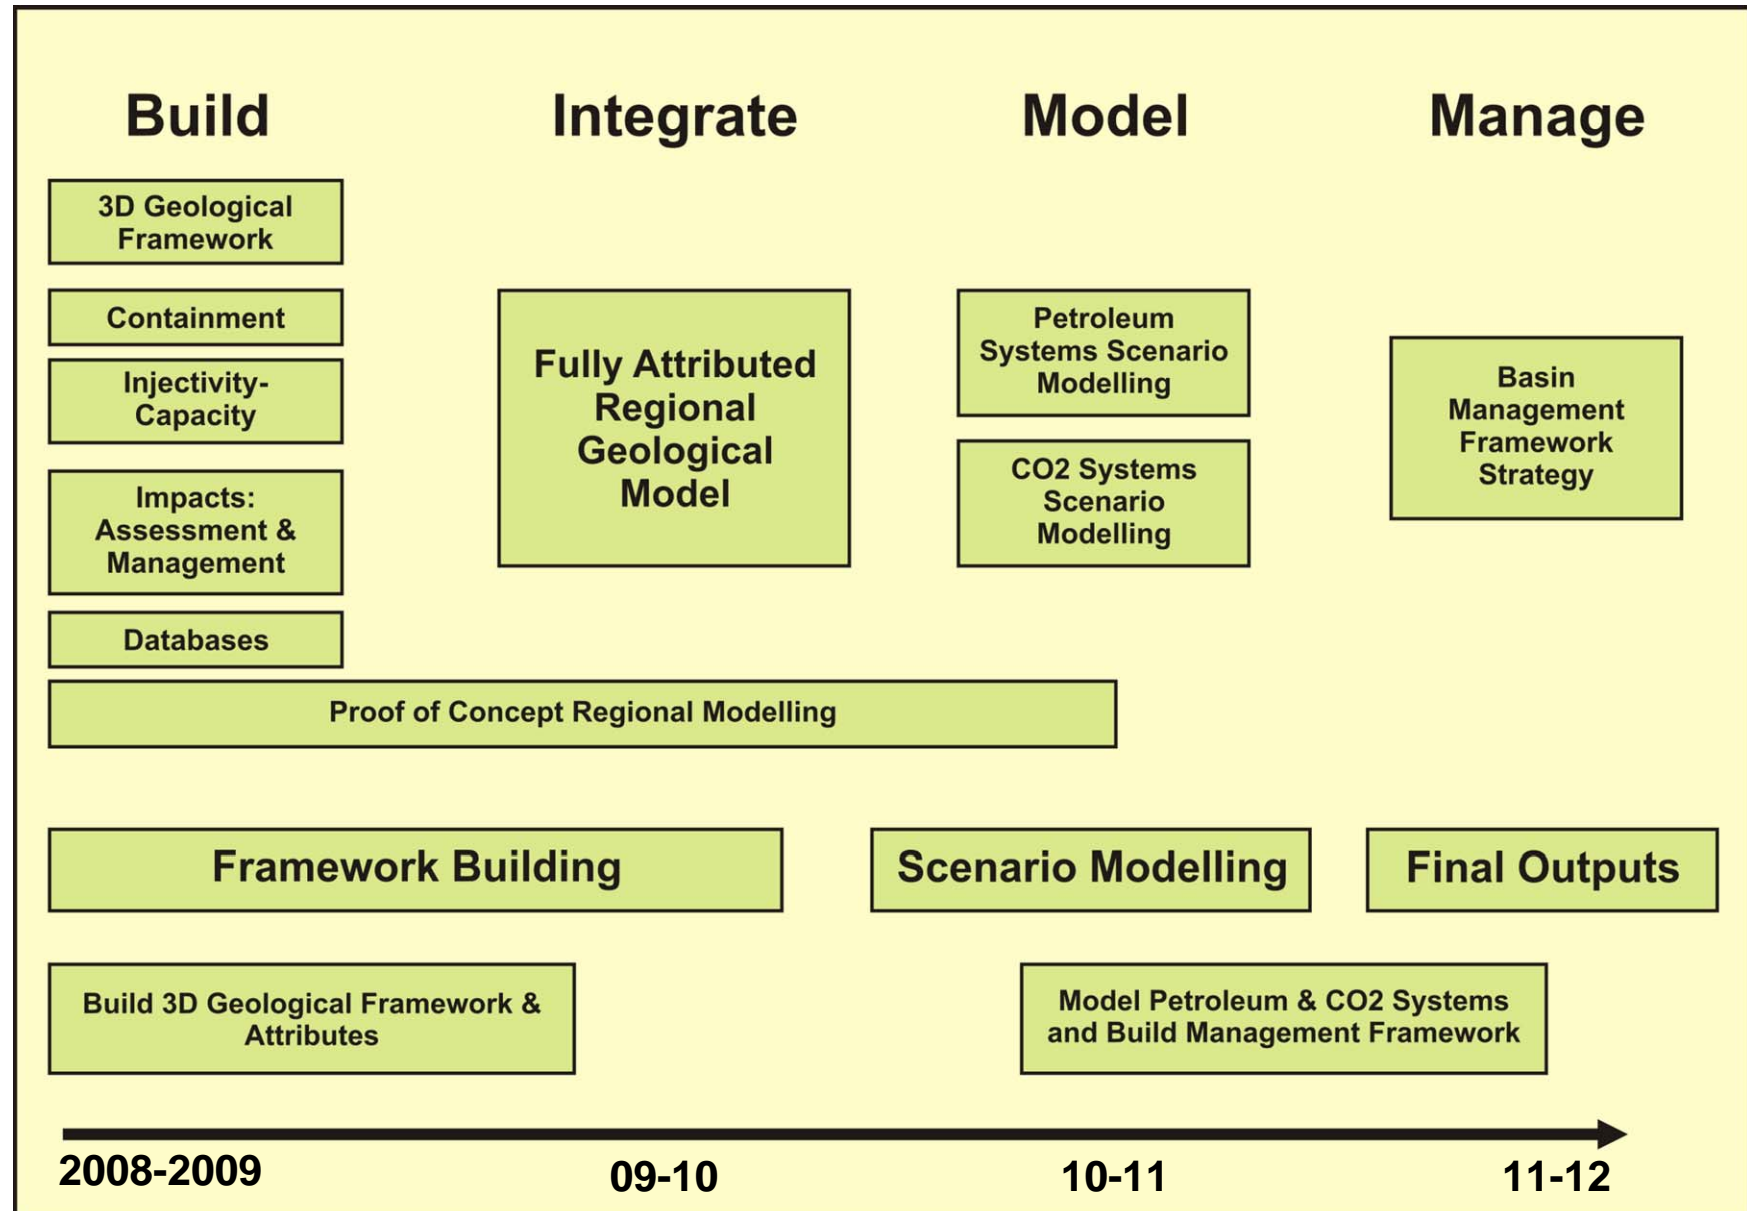 Build
Integrate
Model
Manage
3D Geological
Framework
Containment
Injectivity-
Capacity
Impacts:
Assessment &
Management
Databases
Fully Attributed
Regional
Geological
Model
Petroleum
Systems Scenario
Modelling
CO2 Systems
Scenario
Modelling
Basin
Management
Framework
Strategy
Proof of Concept Regional Modelling
Framework Building
Scenario Modelling
Final Outputs
Build 3D Geological Framework &
Attributes
Model Petroleum & CO2 Systems
and Build Management Framework
2008-2009
09-10
10-11
11-12